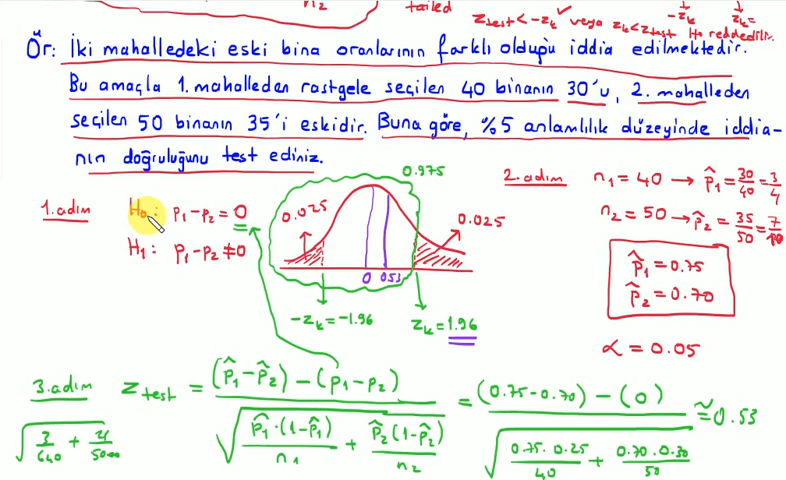 n2
tailed
Ztest < -Zk veya Zk < Ztest H0 reddedilir.
-Zk
Zk=
Ör: İki mahalledeki eski bina oranlarının farklı olduğu iddia edilmektedir.
Bu amaçla 1. mahalleden rastgele seçilen 40 binanın 30'u, 2. mahalleden
seçilen 50 binanın 35'i eskidir. Buna göre, %5 anlamlılık düzeyinde iddia-
nın doğruluğunu test ediniz.
1. adım
H0: p1 - p2 = 0
H1: p1 - p2 ≠ 0
0.975
0.025
0.025
0 0.53
-Zk = -1.96
Zk = 1.96
2. adım
n1 = 40 → p̂1 = 30/40 = 3/4
n2 = 50 → p̂2 = 35/50 = 7/10
p̂1 = 0.75
p̂2 = 0.70
α = 0.05
3. adım
Ztest = ((p̂1 - p̂2) - (p1 - p2)) / √(p̂1·(1-p̂1)/n1 + p̂2(1-p̂2)/n2) = ((0.75 - 0.70) - (0)) / √(0.75·0.25/40 + 0.70·0.30/50) ≈ 0.53